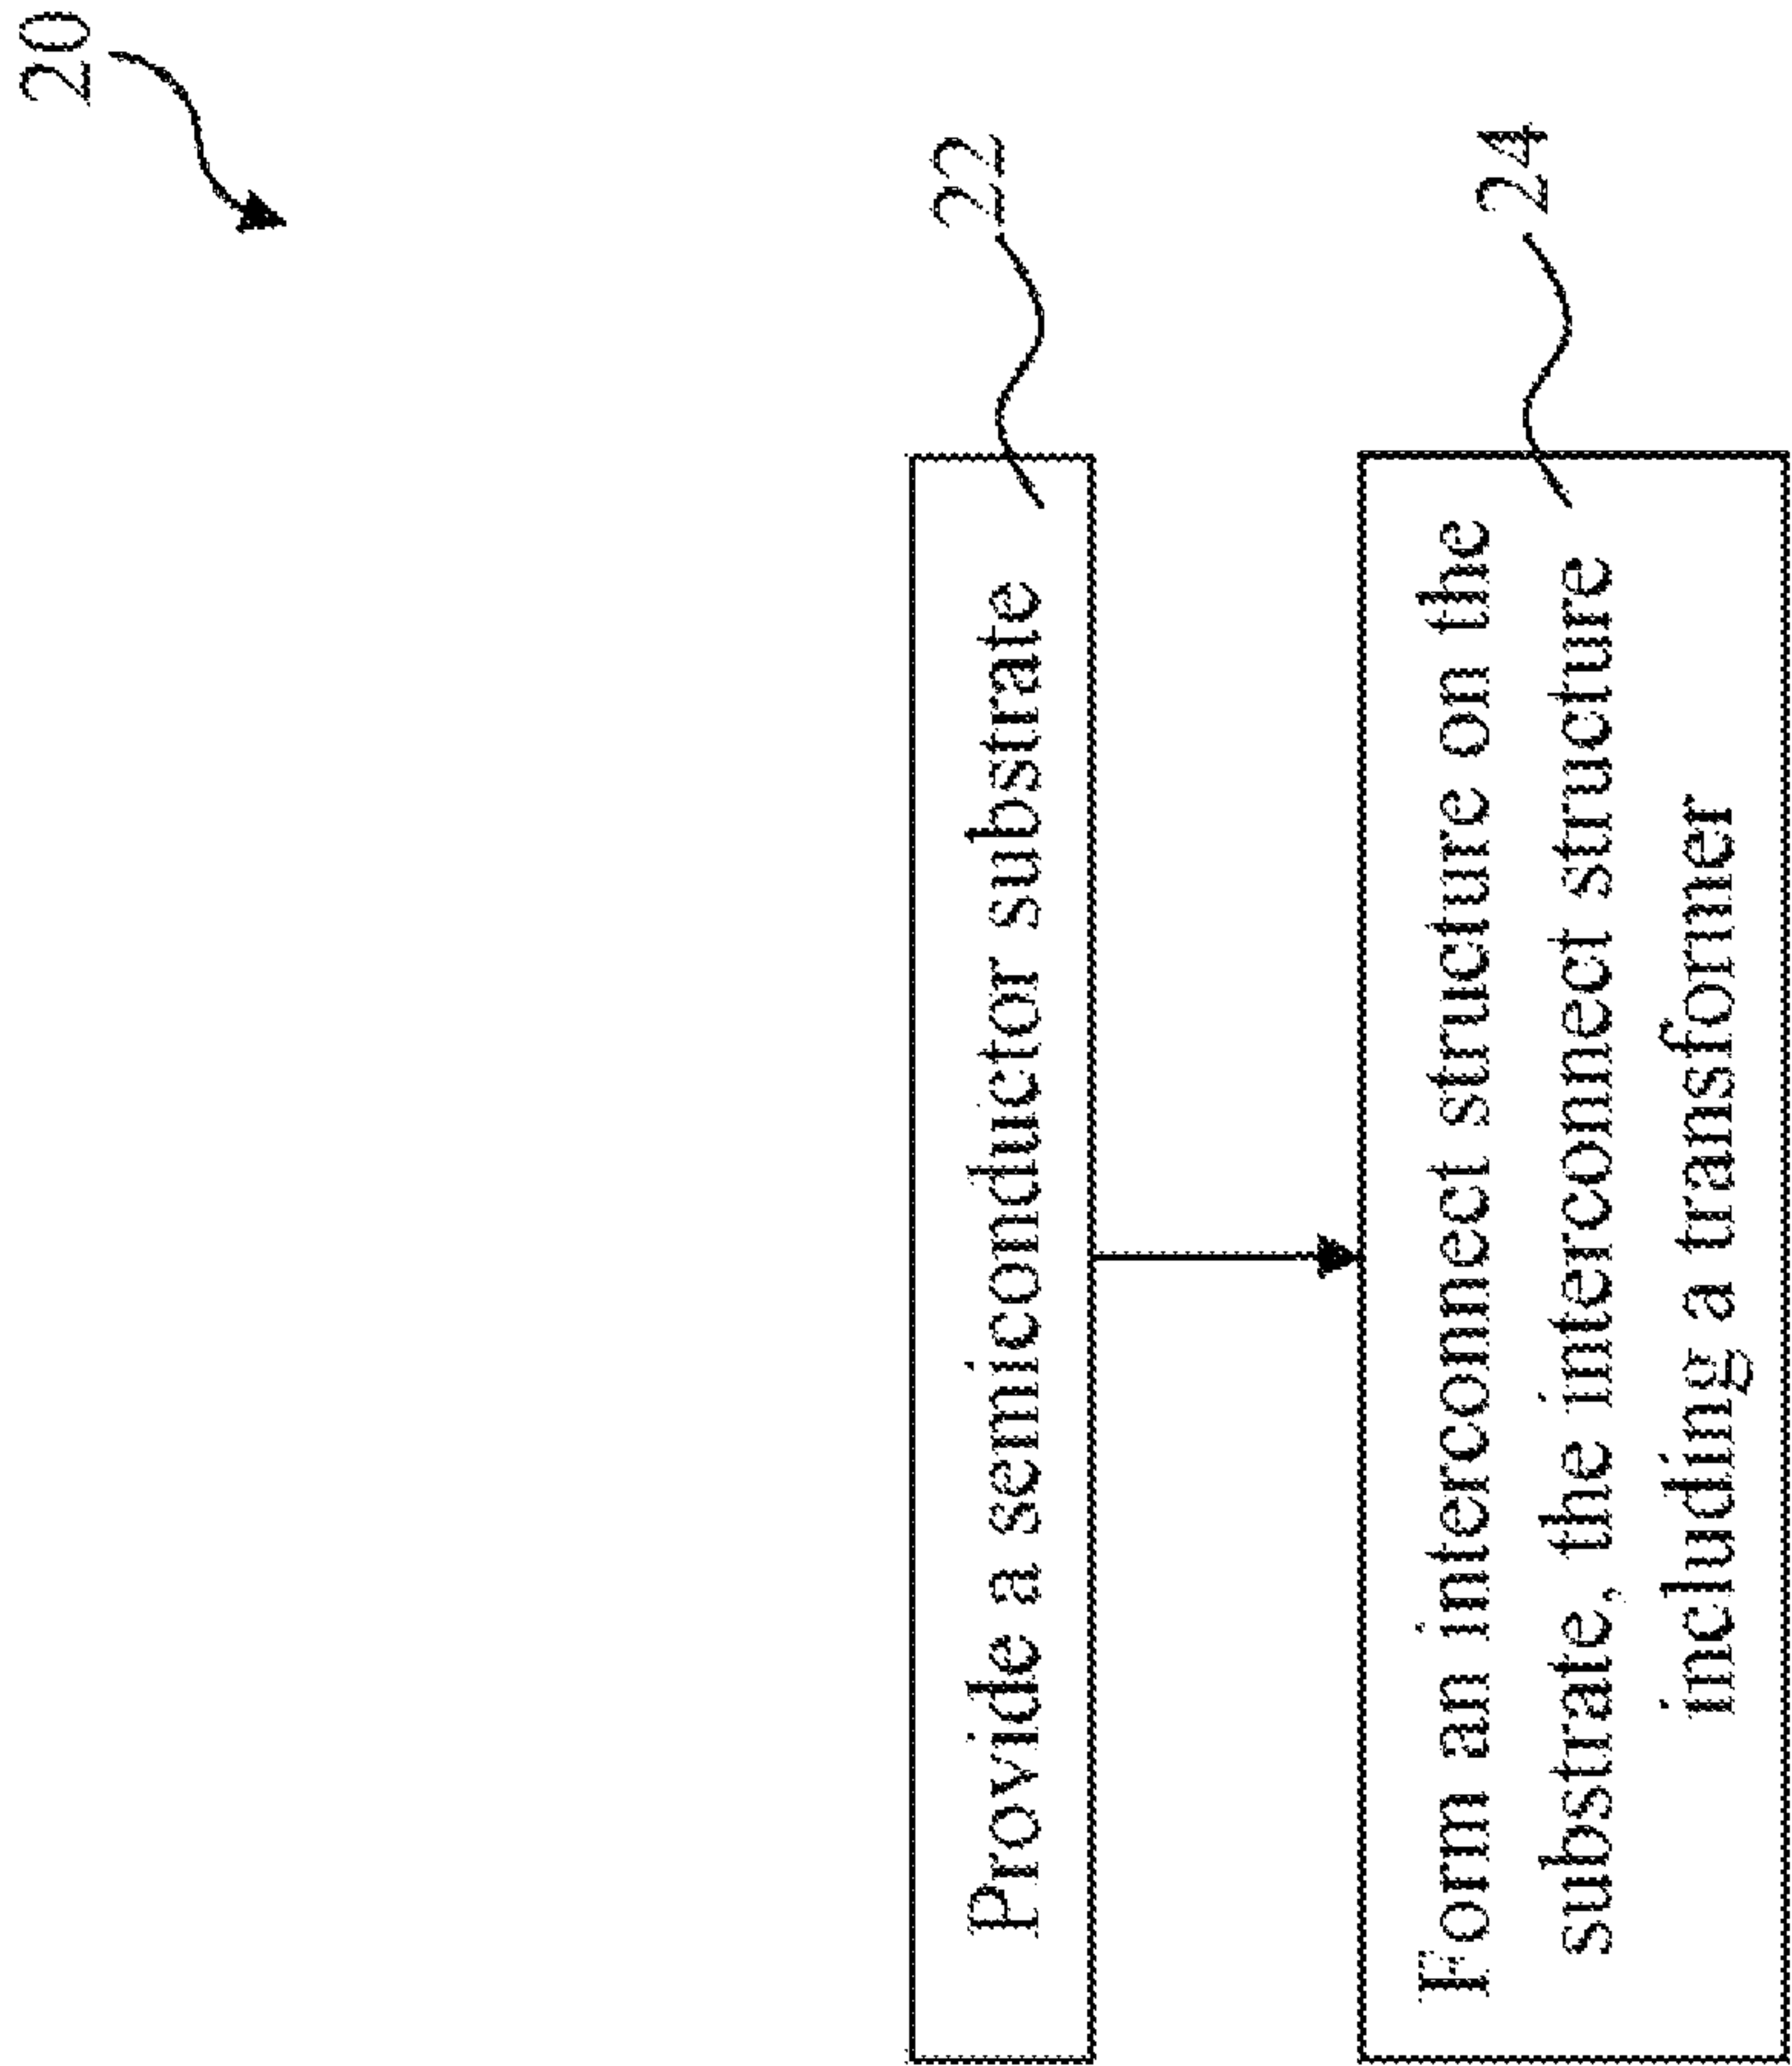 20
Provide a semiconductor substrate
22
Form an interconnect structure on the
substrate, the interconnect structure
including a transformer
24